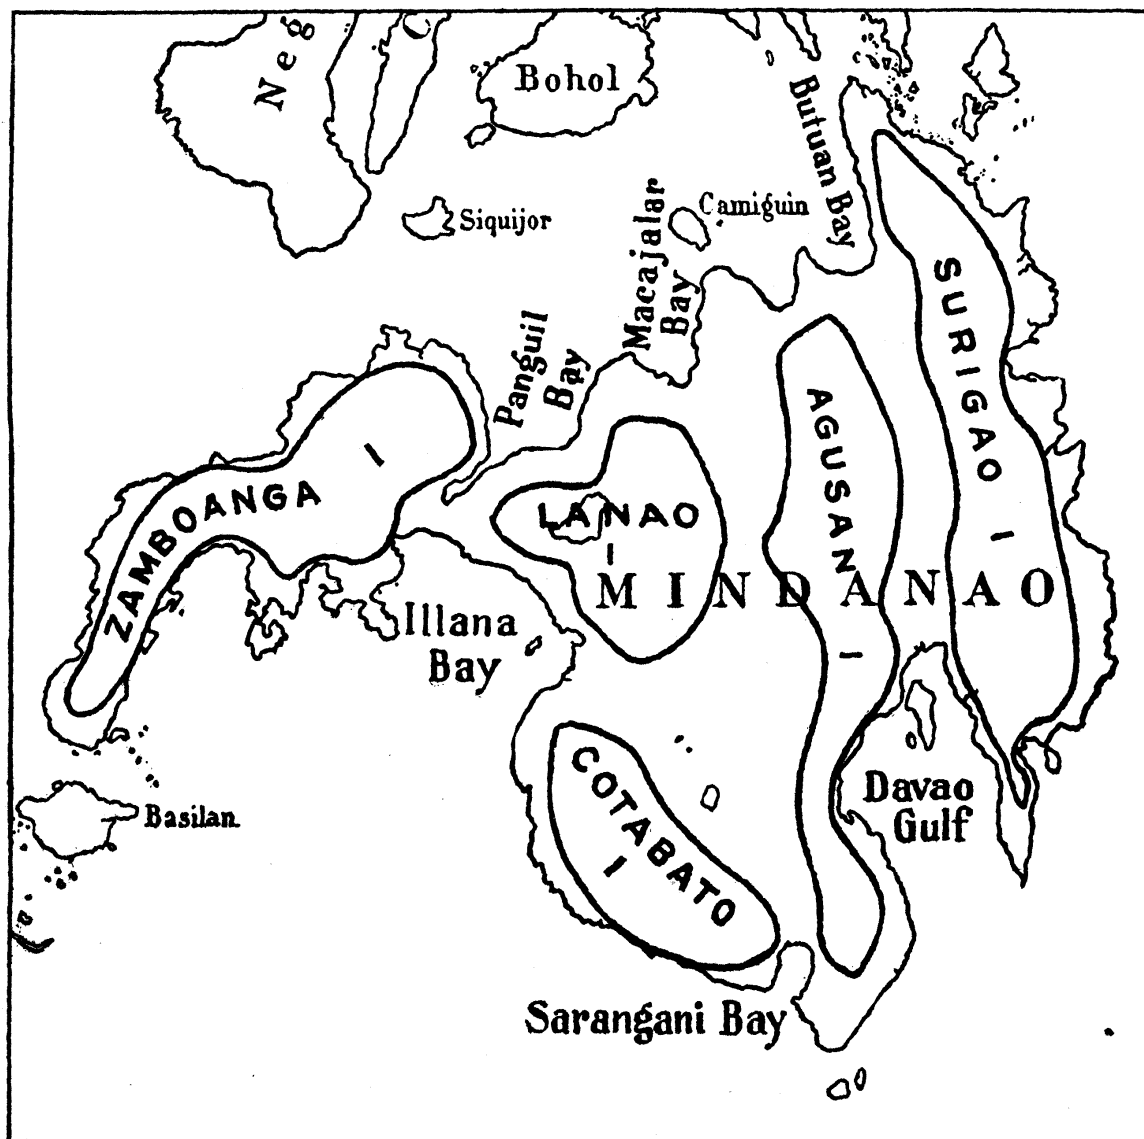 Neg
C
Bohol
Butuan Bay
Siquijor
Camiguin
Macajalar
Bay
Panguil
Bay
SURIGAO I
AGUSAN I
ZAMBOANGA I
LANAO
I
MINDANAO
Illana
Bay
COTABATO
I
Davao
Gulf
Basilan
Sarangani Bay